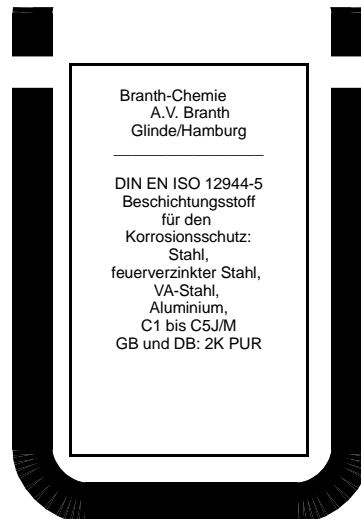 Branth-Chemie
A.V. Branth
Glinde/Hamburg
DIN EN ISO 12944-5
Beschichtungsstoff
für den
Korrosionsschutz:
Stahl,
feuerverzinkter Stahl,
VA-Stahl,
Aluminium,
C1 bis C5J/M
GB und DB: 2K PUR